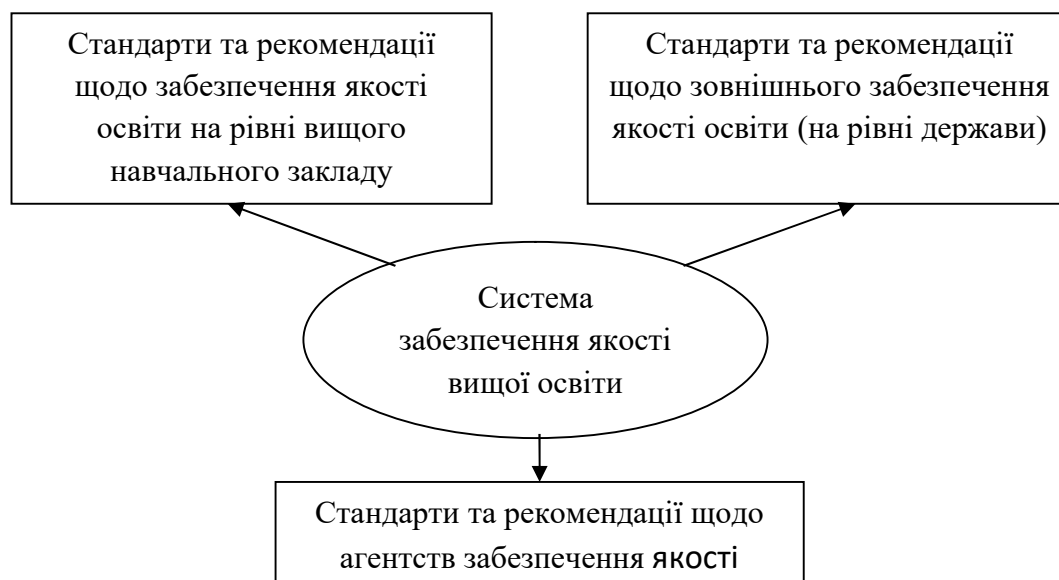 Стандарти та рекомендації
щодо забезпечення якості
освіти на рівні вищого
навчального закладу
Стандарти та рекомендації
щодо зовнішнього забезпечення
якості освіти (на рівні держави)
Система
забезпечення якості
вищої освіти
Стандарти та рекомендації щодо
агентств забезпечення якості